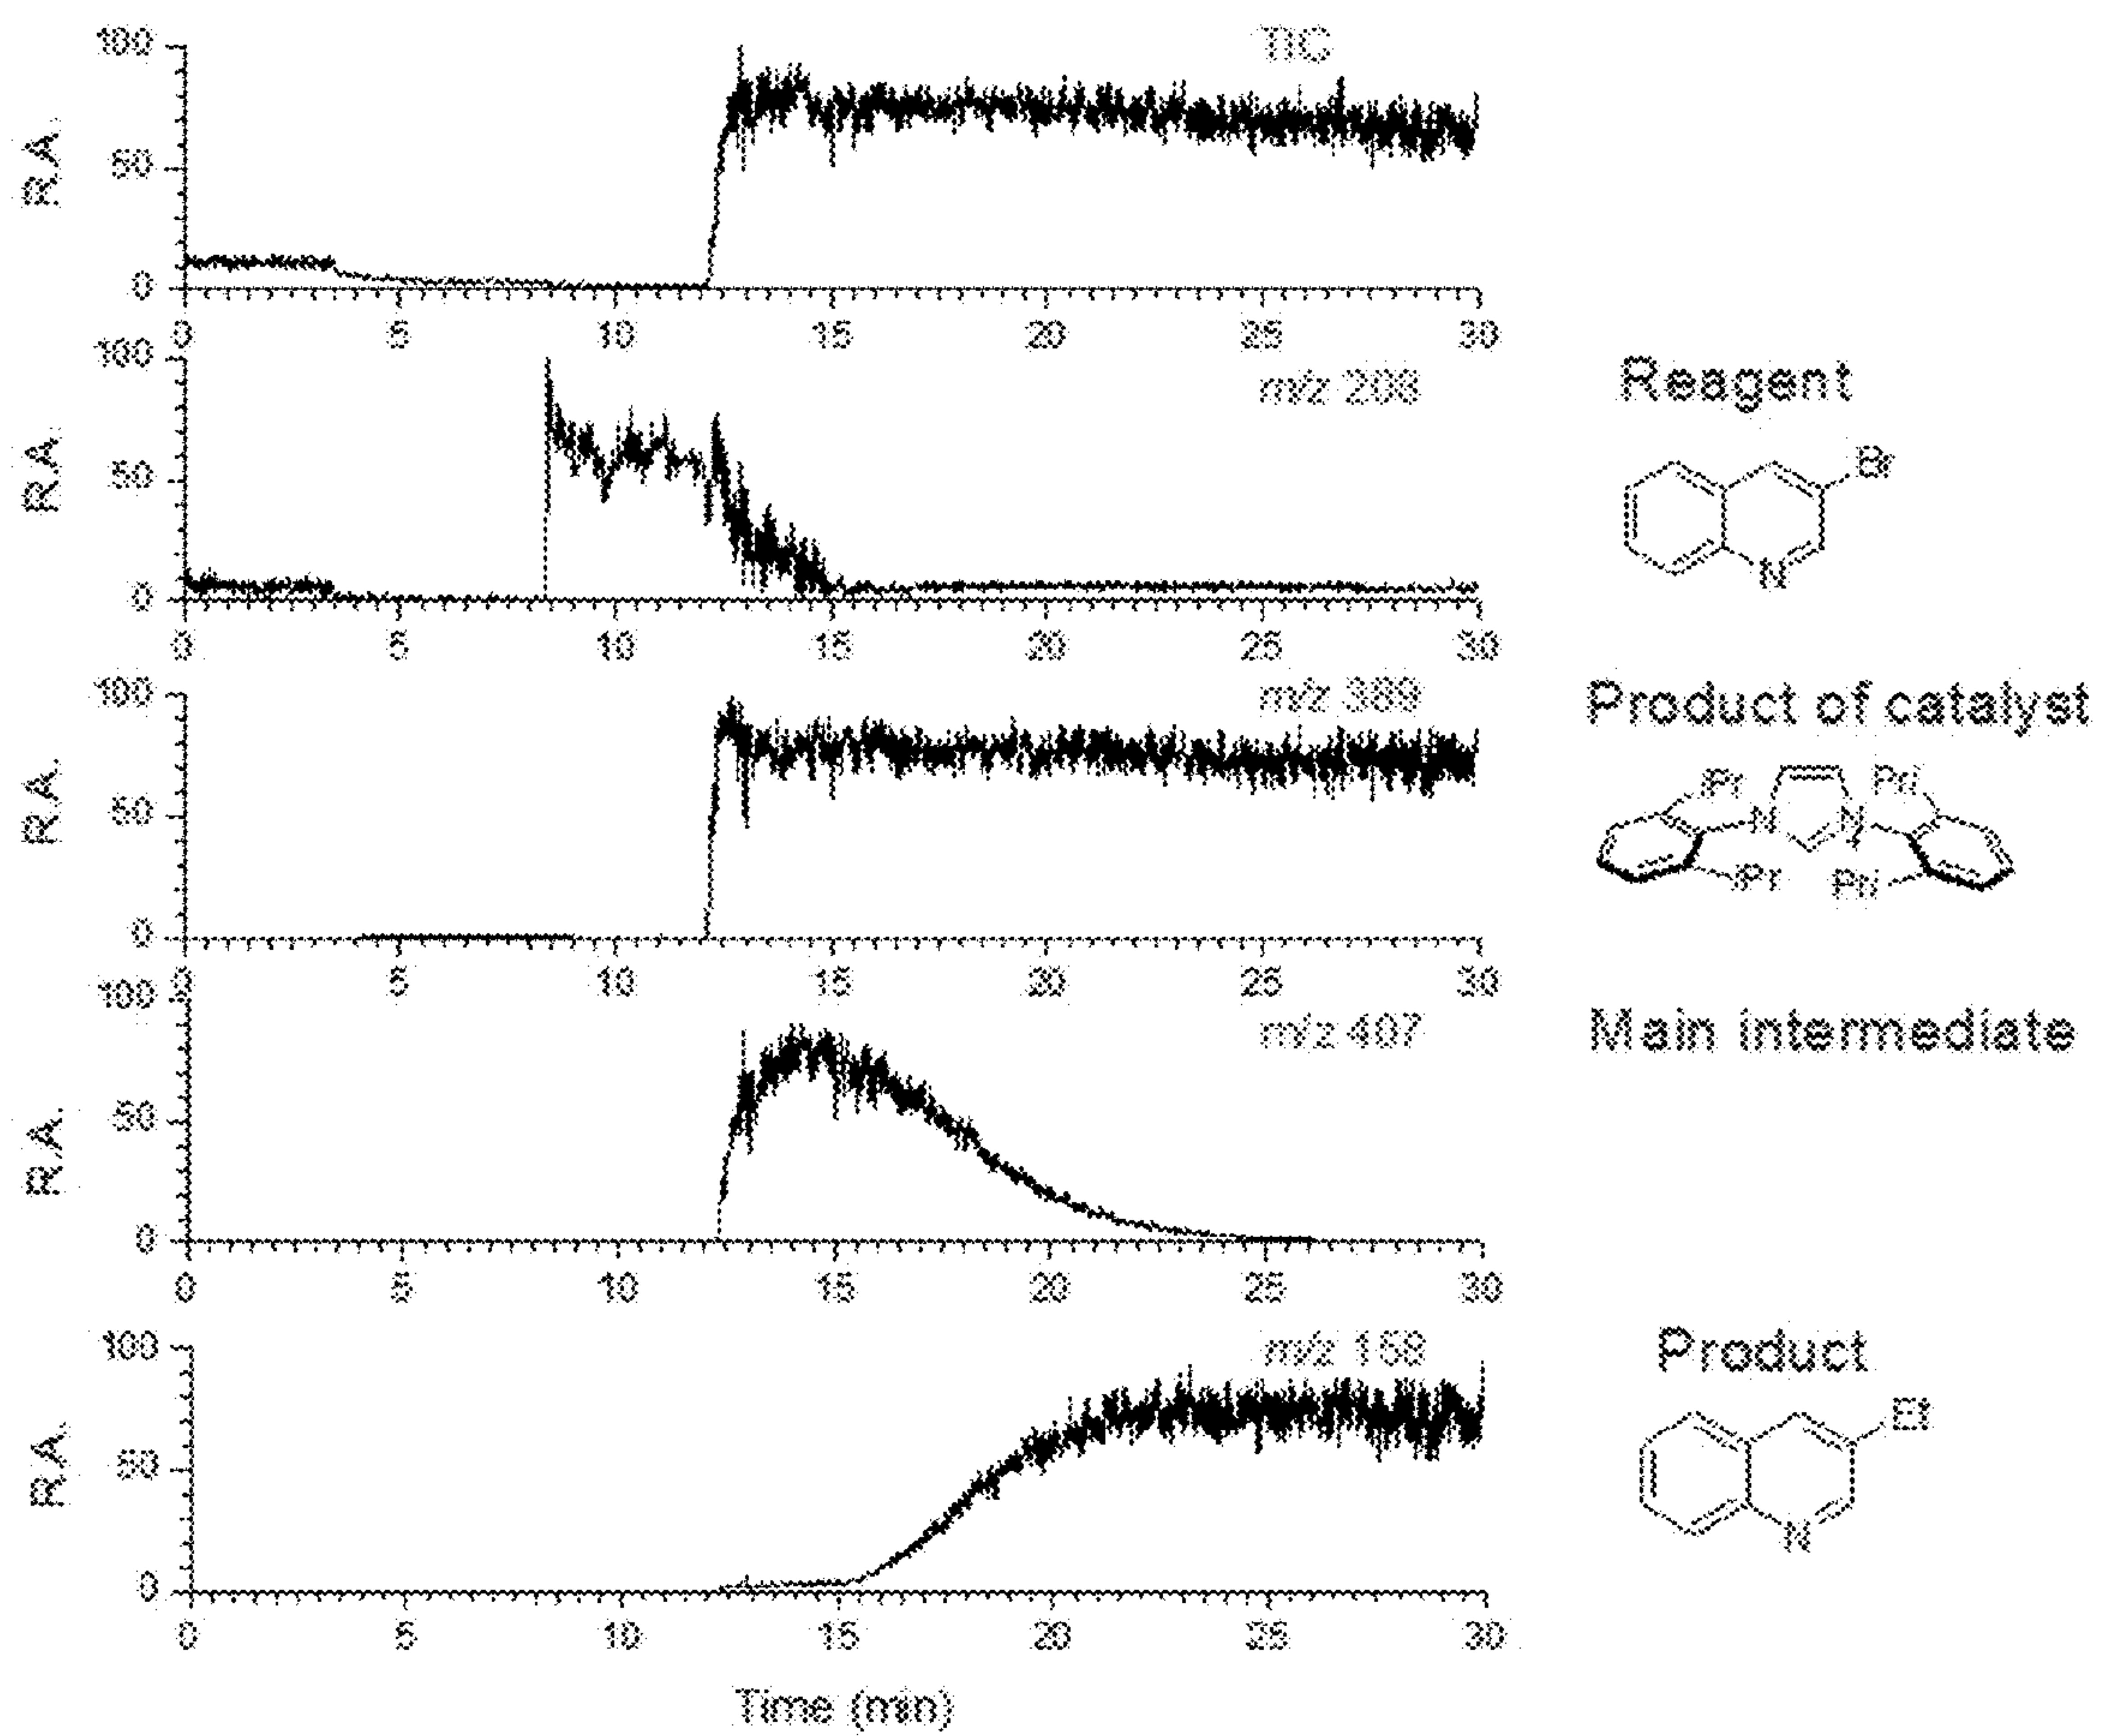 TIC
R.A.
100
50
0
0 5 10 15 20 25 30
m/z 208
Reagent
R.A.
100
50
0
Br
N
0 5 10 15 20 25 30
m/z 389
Product of catalyst
R.A.
100
50
0
iPr
Pri
N
N
iPr
Pri
0 5 10 15 20 25 30
m/z 407
Main intermediate
R.A.
100
50
0
0 5 10 15 20 25 30
m/z 158
Product
R.A.
100
50
0
Et
N
0 5 10 15 20 25 30
Time (min)